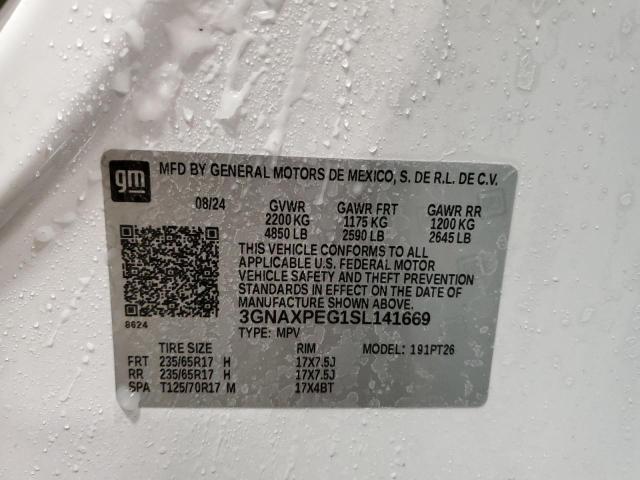 gm
MFD BY GENERAL MOTORS DE MEXICO, S. DE R.L. DE C.V.
08/24 GVWR GAWR FRT GAWR RR
2200 KG 1175 KG 1200 KG
4850 LB 2590 LB 2645 LB
THIS VEHICLE CONFORMS TO ALL
APPLICABLE U.S. FEDERAL MOTOR
VEHICLE SAFETY AND THEFT PREVENTION
STANDARDS IN EFFECT ON THE DATE OF
MANUFACTURE SHOWN ABOVE.
8624
3GNAXPEG1SL141669
TYPE: MPV
TIRE SIZE RIM MODEL: 191PT26
FRT 235/65R17 H 17X7.5J
RR 235/65R17 H 17X7.5J
SPA T125/70R17 M 17X4BT